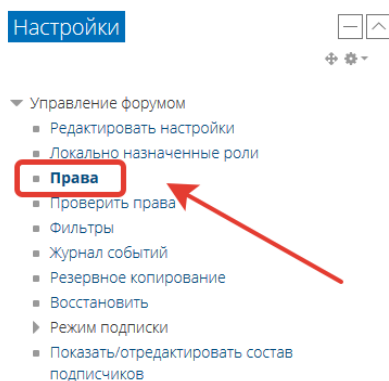 Настройки
Управление форумом
Редактировать настройки
Локально назначенные роли
Права
Проверить права
Фильтры
Журнал событий
Резервное копирование
Восстановить
Режим подписки
Показать/отредактировать состав
подписчиков